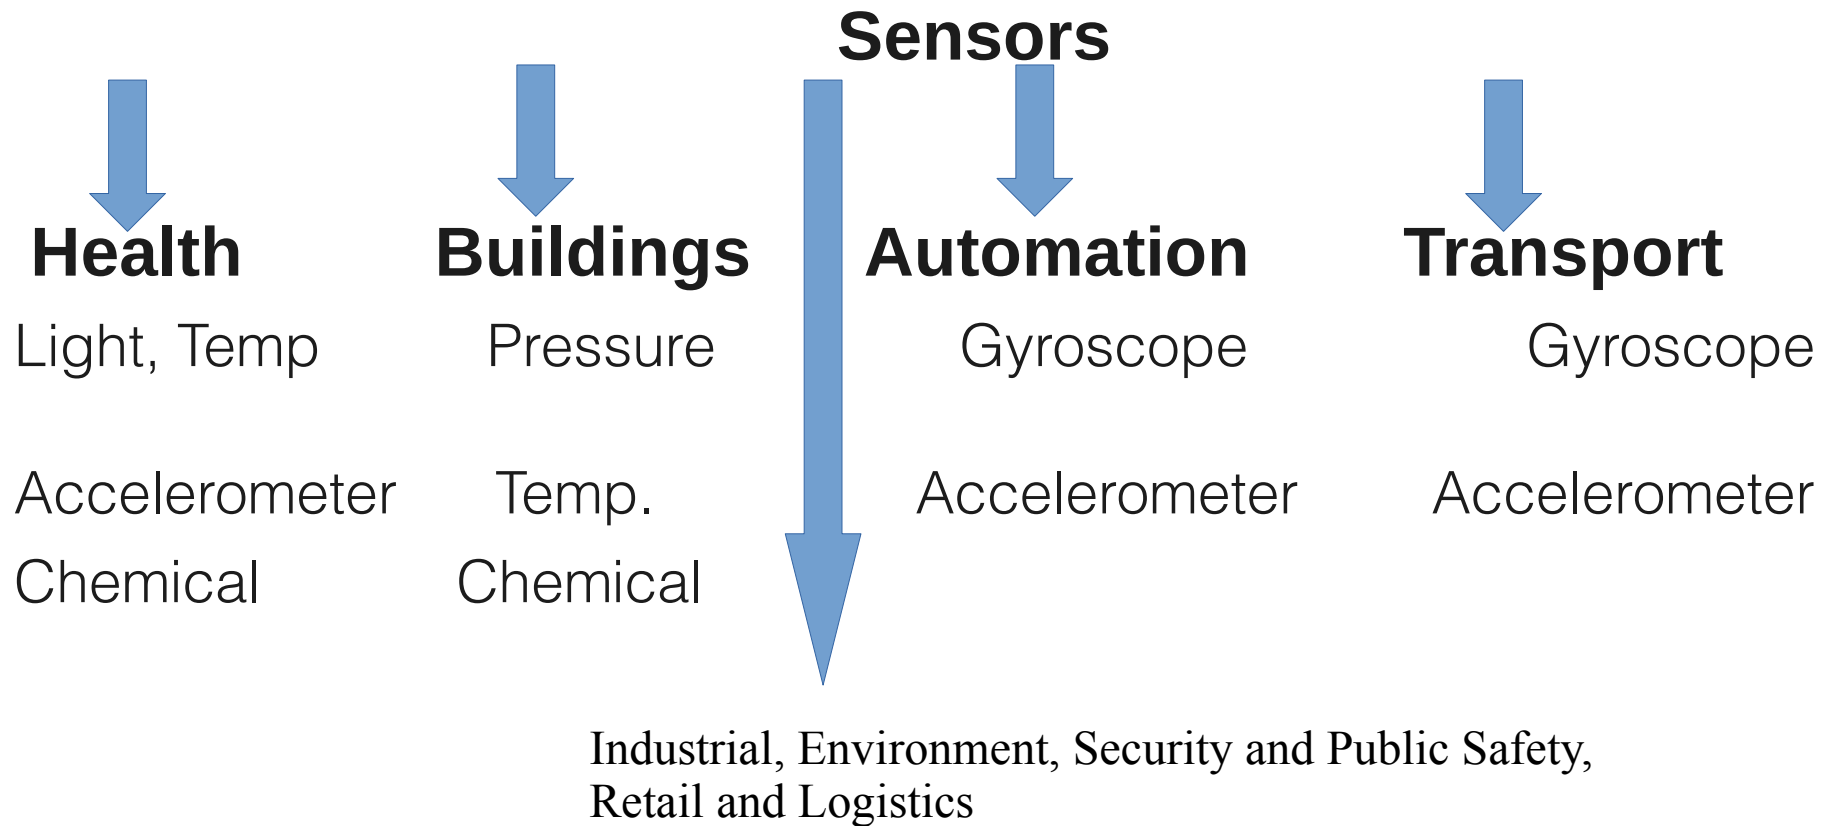 Sensors
Health Buildings Automation Transport
Light, Temp Pressure Gyroscope Gyroscope
Accelerometer Temp. Accelerometer Accelerometer
Chemical Chemical
Industrial, Environment, Security and Public Safety,
Retail and Logistics